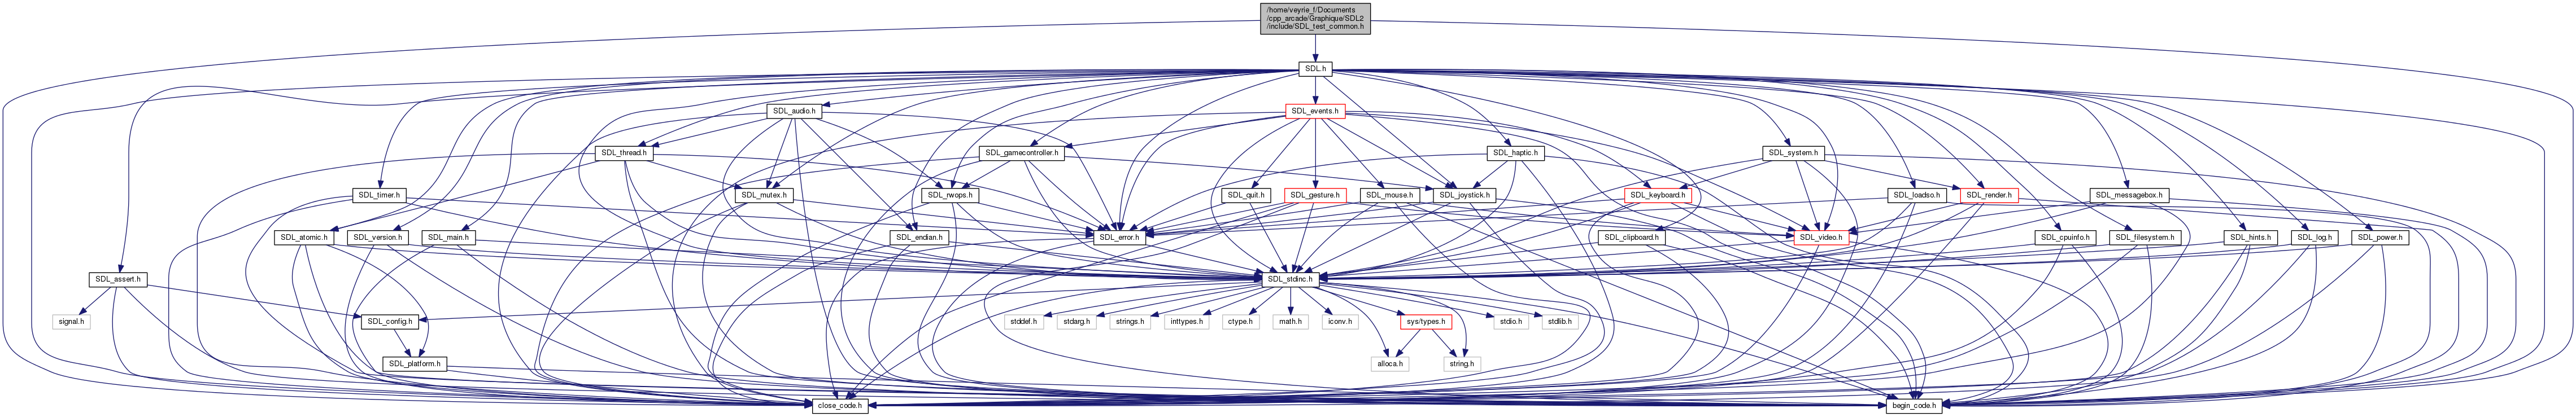 /home/veyrie_f/Documents
/cpp_arcade/Graphique/SDL2
/include/SDL_test_common.h
SDL.h
SDL_audio.h
SDL_events.h
SDL_thread.h
SDL_gamecontroller.h
SDL_haptic.h
SDL_system.h
SDL_timer.h
SDL_mutex.h
SDL_rwops.h
SDL_quit.h
SDL_gesture.h
SDL_mouse.h
SDL_joystick.h
SDL_keyboard.h
SDL_loadso.h
SDL_render.h
SDL_messagebox.h
SDL_atomic.h
SDL_version.h
SDL_main.h
SDL_endian.h
SDL_error.h
SDL_clipboard.h
SDL_video.h
SDL_cpuinfo.h
SDL_filesystem.h
SDL_hints.h
SDL_log.h
SDL_power.h
SDL_assert.h
SDL_stdinc.h
signal.h
SDL_config.h
stddef.h
stdarg.h
strings.h
inttypes.h
ctype.h
math.h
iconv.h
sys/types.h
stdio.h
stdlib.h
SDL_platform.h
alloca.h
string.h
close_code.h
begin_code.h